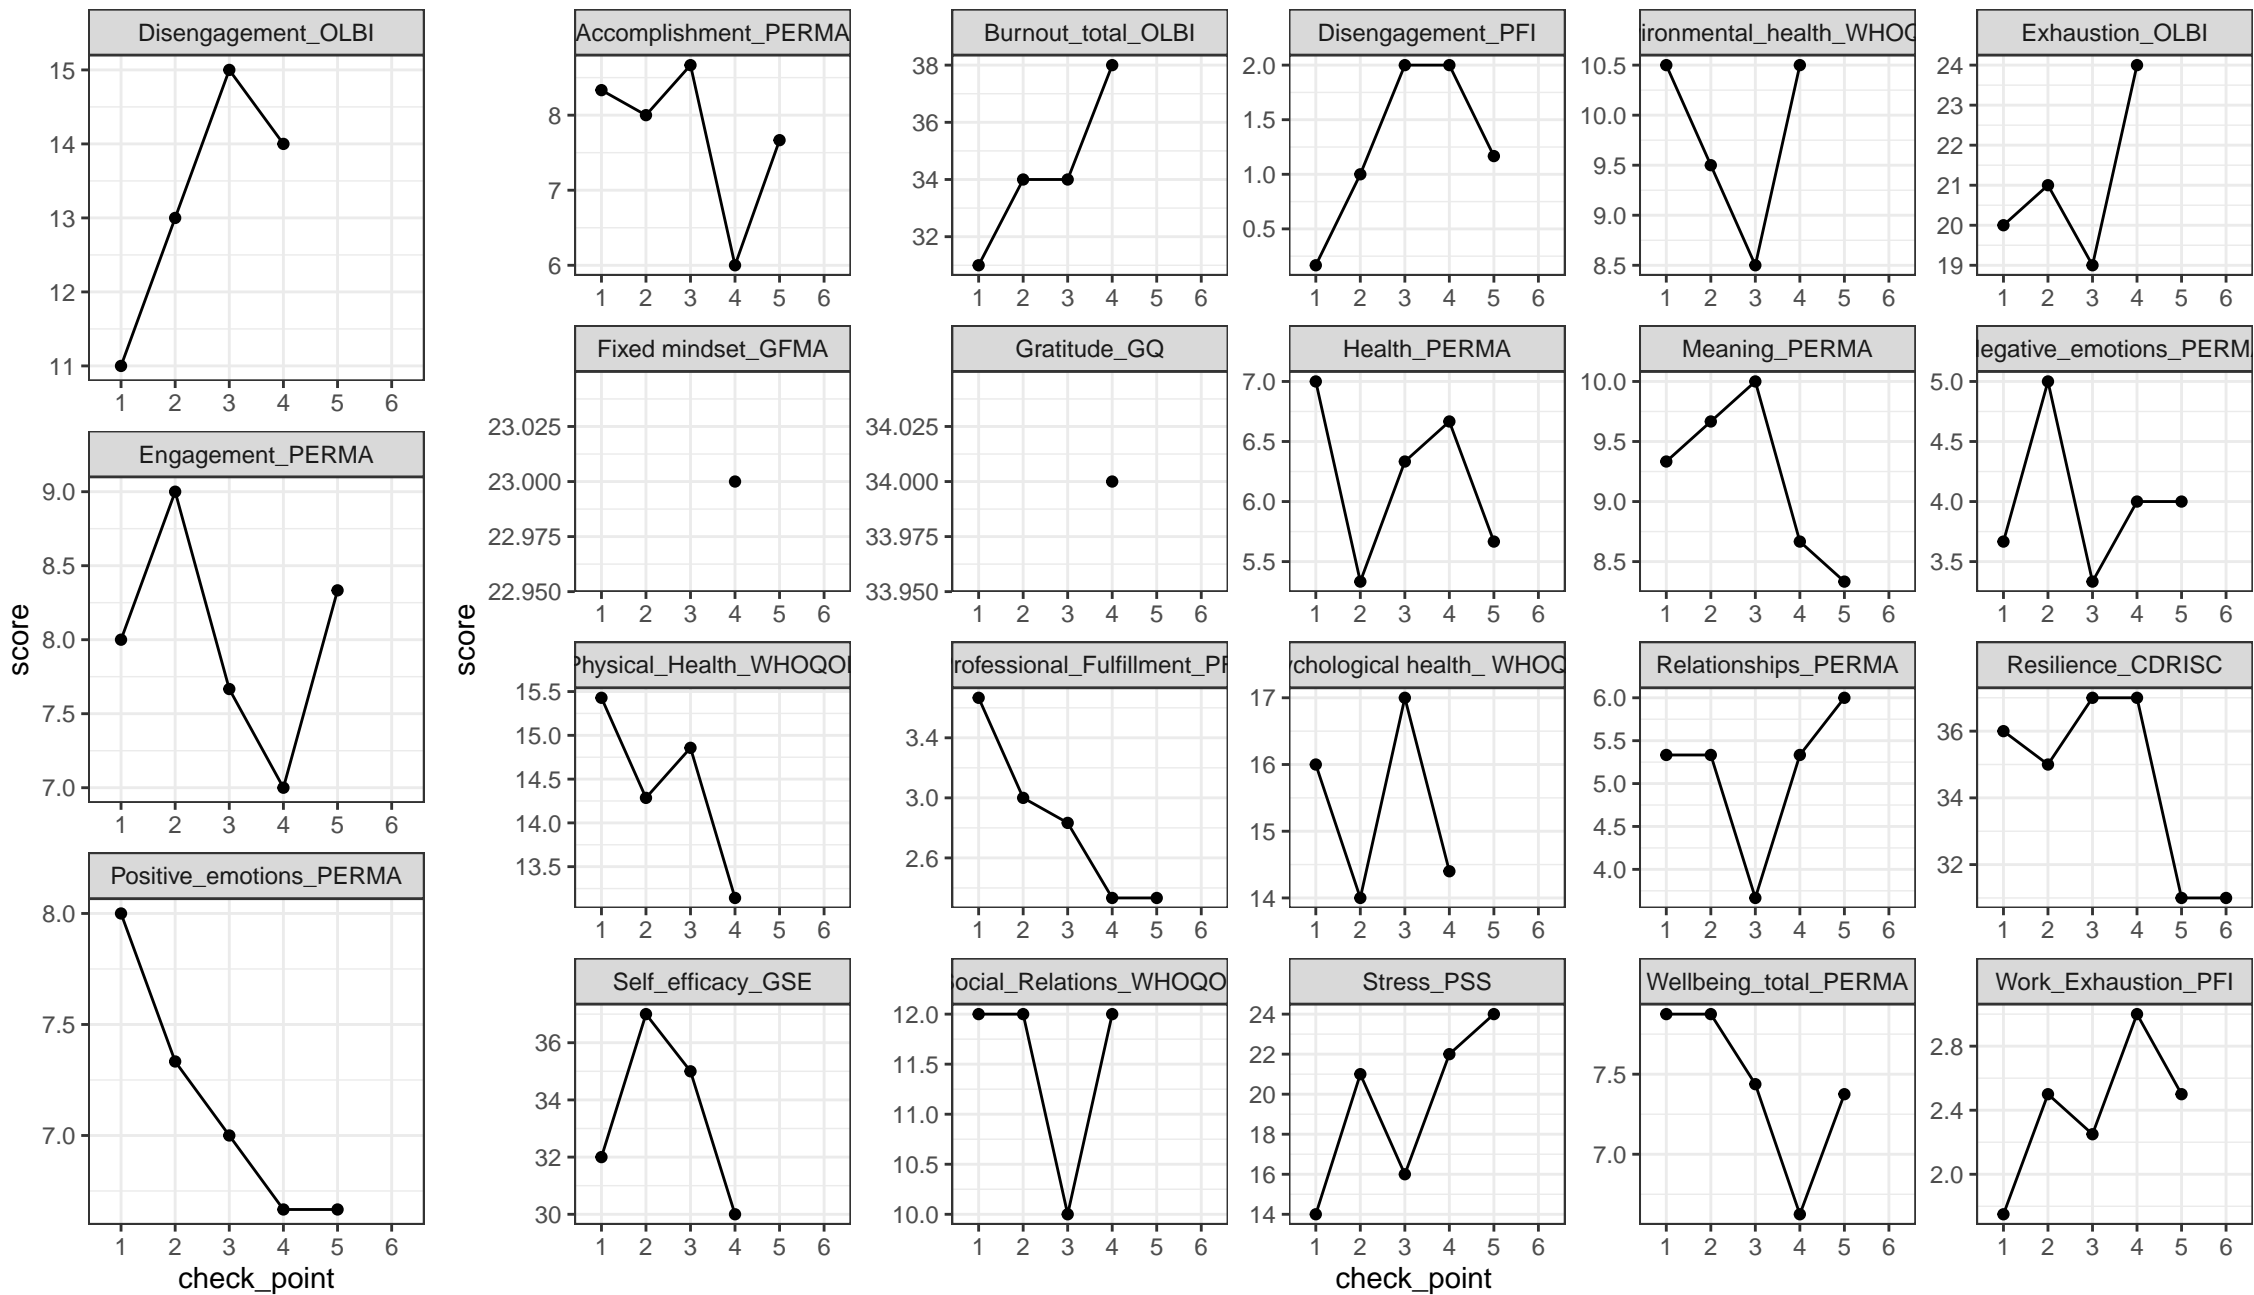 score
Disengagement_OLBI
15
14
13
12
11
1 2 3 4 5 6
Engagement_PERMA
9.0
8.5
8.0
7.5
7.0
1 2 3 4 5 6
Positive_emotions_PERMA
8.0
7.5
7.0
1 2 3 4 5 6
check_point
score
Accomplishment_PERMA
8
7
6
1 2 3 4 5 6
Burnout_total_OLBI
38
36
34
32
1 2 3 4 5 6
Disengagement_PFI
2.0
1.5
1.0
0.5
1 2 3 4 5 6
ironmental_health_WHOQ
10.5
10.0
9.5
9.0
8.5
1 2 3 4 5 6
Exhaustion_OLBI
24
23
22
21
20
19
1 2 3 4 5 6
Fixed mindset_GFMA
23.025
23.000
22.975
22.950
1 2 3 4 5 6
Gratitude_GQ
34.025
34.000
33.975
33.950
1 2 3 4 5 6
Health_PERMA
7.0
6.5
6.0
5.5
1 2 3 4 5 6
Meaning_PERMA
10.0
9.5
9.0
8.5
1 2 3 4 5 6
egative_emotions_PERMA
5.0
4.5
4.0
3.5
1 2 3 4 5 6
Physical_Health_WHOQOL
15.5
15.0
14.5
14.0
13.5
1 2 3 4 5 6
rofessional_Fulfillment_PF
3.4
3.0
2.6
1 2 3 4 5 6
ychological health_ WHOQ
17
16
15
14
1 2 3 4 5 6
Relationships_PERMA
6.0
5.5
5.0
4.5
4.0
1 2 3 4 5 6
Resilience_CDRISC
36
34
32
1 2 3 4 5 6
Self_efficacy_GSE
36
34
32
30
1 2 3 4 5 6
ocial_Relations_WHOQO
12.0
11.5
11.0
10.5
10.0
1 2 3 4 5 6
Stress_PSS
24
22
20
18
16
14
1 2 3 4 5 6
Wellbeing_total_PERMA
7.5
7.0
1 2 3 4 5 6
Work_Exhaustion_PFI
2.8
2.4
2.0
1 2 3 4 5 6
check_point